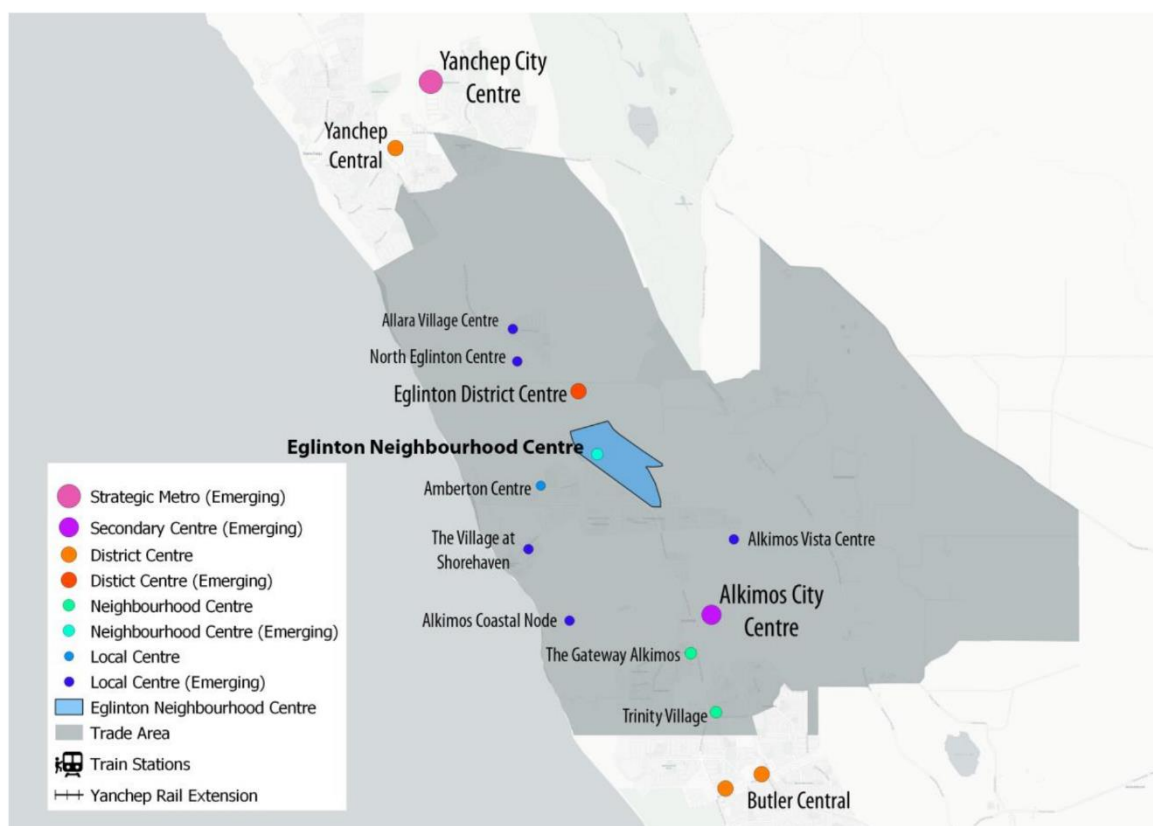 Yanchep City
Centre
Yanchep
Central
Allara Village Centre
North Eglinton Centre
Eglinton District Centre
Eglinton Neighbourhood Centre
Amberton Centre
The Village at
Shorehaven
Alkimos Vista Centre
Alkimos City
Centre
Alkimos Coastal Node
The Gateway Alkimos
Trinity Village
Butler Central
Strategic Metro (Emerging)
Secondary Centre (Emerging)
District Centre
Distict Centre (Emerging)
Neighbourhood Centre
Neighbourhood Centre (Emerging)
Local Centre
Local Centre (Emerging)
Eglinton Neighbourhood Centre
Trade Area
Train Stations
Yanchep Rail Extension